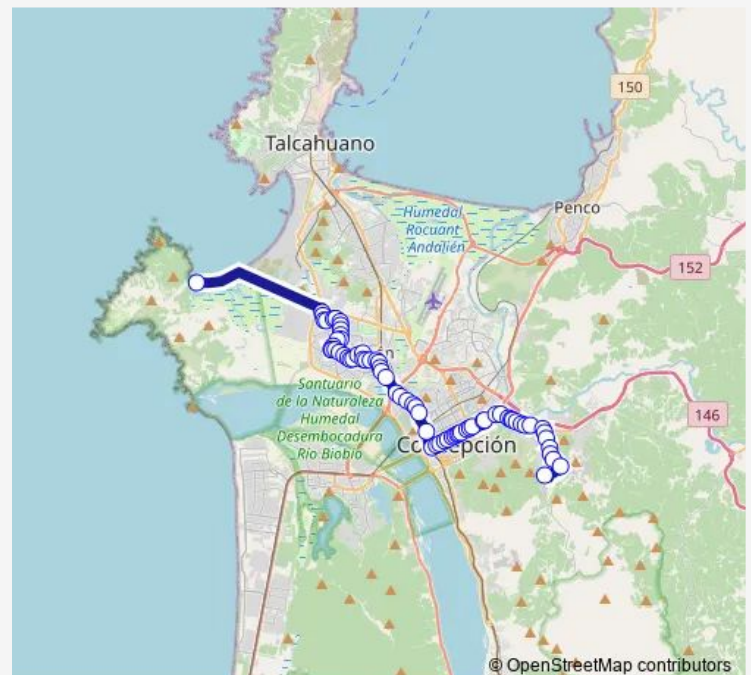 150
Talcahuano
Penco
Humedal
Rocuant
Andalién
152
Santuario
de la Naturaleza
Humedal
Desembocadura
Río Biobío
146
Concepción
© OpenStreetMap contributors